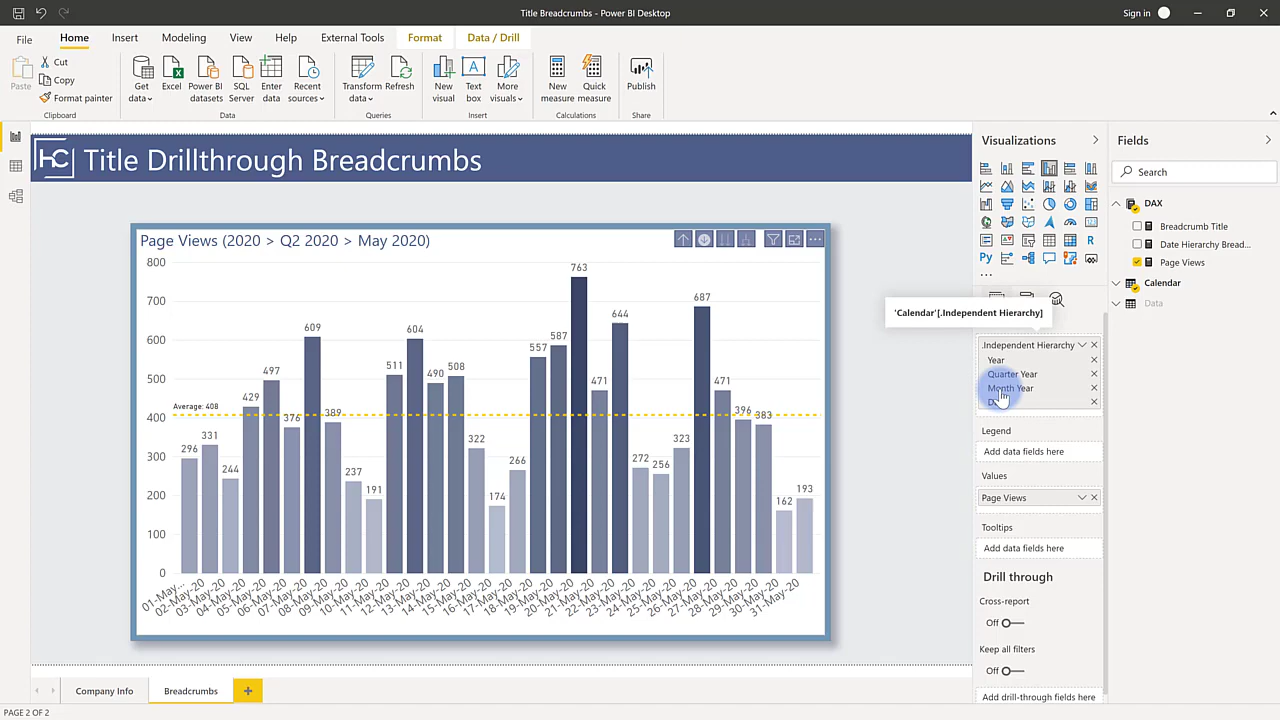 Title Breadcrumbs - Power BI Desktop
Sign in
File
Home
Insert
Modeling
View
Help
External Tools
Format
Data / Drill
Paste
Cut
Copy
Format painter
Clipboard
Get data
Excel
Power BI datasets
SQL Server
Enter data
Recent sources
Data
Transform data
Refresh
Queries
New visual
Text box
More visuals
Insert
New measure
Quick measure
Calculations
Publish
Share
HC Title Drillthrough Breadcrumbs
Page Views (2020 > Q2 2020 > May 2020)
800
700
600
500
400
300
200
100
0
Average: 408
296
331
244
429
497
376
609
389
237
191
511
604
490
508
322
174
266
557
587
763
471
644
272
256
323
687
471
396
383
162
193
01-May...
02-May-20
03-May-20
04-May-20
05-May-20
06-May-20
07-May-20
08-May-20
09-May-20
10-May-20
11-May-20
12-May-20
13-May-20
14-May-20
15-May-20
16-May-20
17-May-20
18-May-20
19-May-20
20-May-20
21-May-20
22-May-20
23-May-20
24-May-20
25-May-20
26-May-20
27-May-20
28-May-20
29-May-20
30-May-20
31-May-20
Visualizations
R
Py
...
'Calendar'[.Independent Hierarchy]
.Independent Hierarchy
Year
Quarter Year
Month Year
Legend
Add data fields here
Values
Page Views
Tooltips
Add data fields here
Drill through
Cross-report
Off
Keep all filters
Off
Add drill-through fields here
Fields
Search
DAX
Breadcrumb Title
Date Hierarchy Bread...
Page Views
Calendar
Data
Company Info
Breadcrumbs
PAGE 2 OF 2